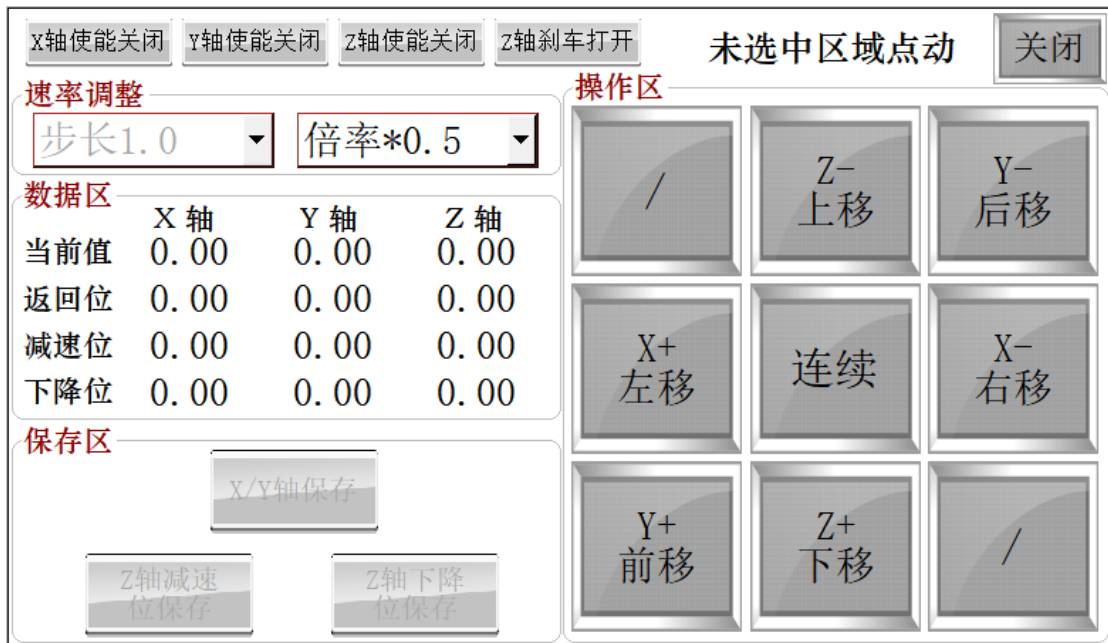 X轴使能关闭 Y轴使能关闭 Z轴使能关闭 Z轴刹车打开 未选中区域点动 关闭
速率调整
步长1.0 倍率*0.5
数据区
X 轴 Y 轴 Z 轴
当前值 0.00 0.00 0.00
返回位 0.00 0.00 0.00
减速位 0.00 0.00 0.00
下降位 0.00 0.00 0.00
保存区
X/Y轴保存
Z轴减速
位保存
Z轴下降
位保存
操作区
/
Z-
上移
Y-
后移
X+
左移
连续
X-
右移
Y+
前移
Z+
下移
/